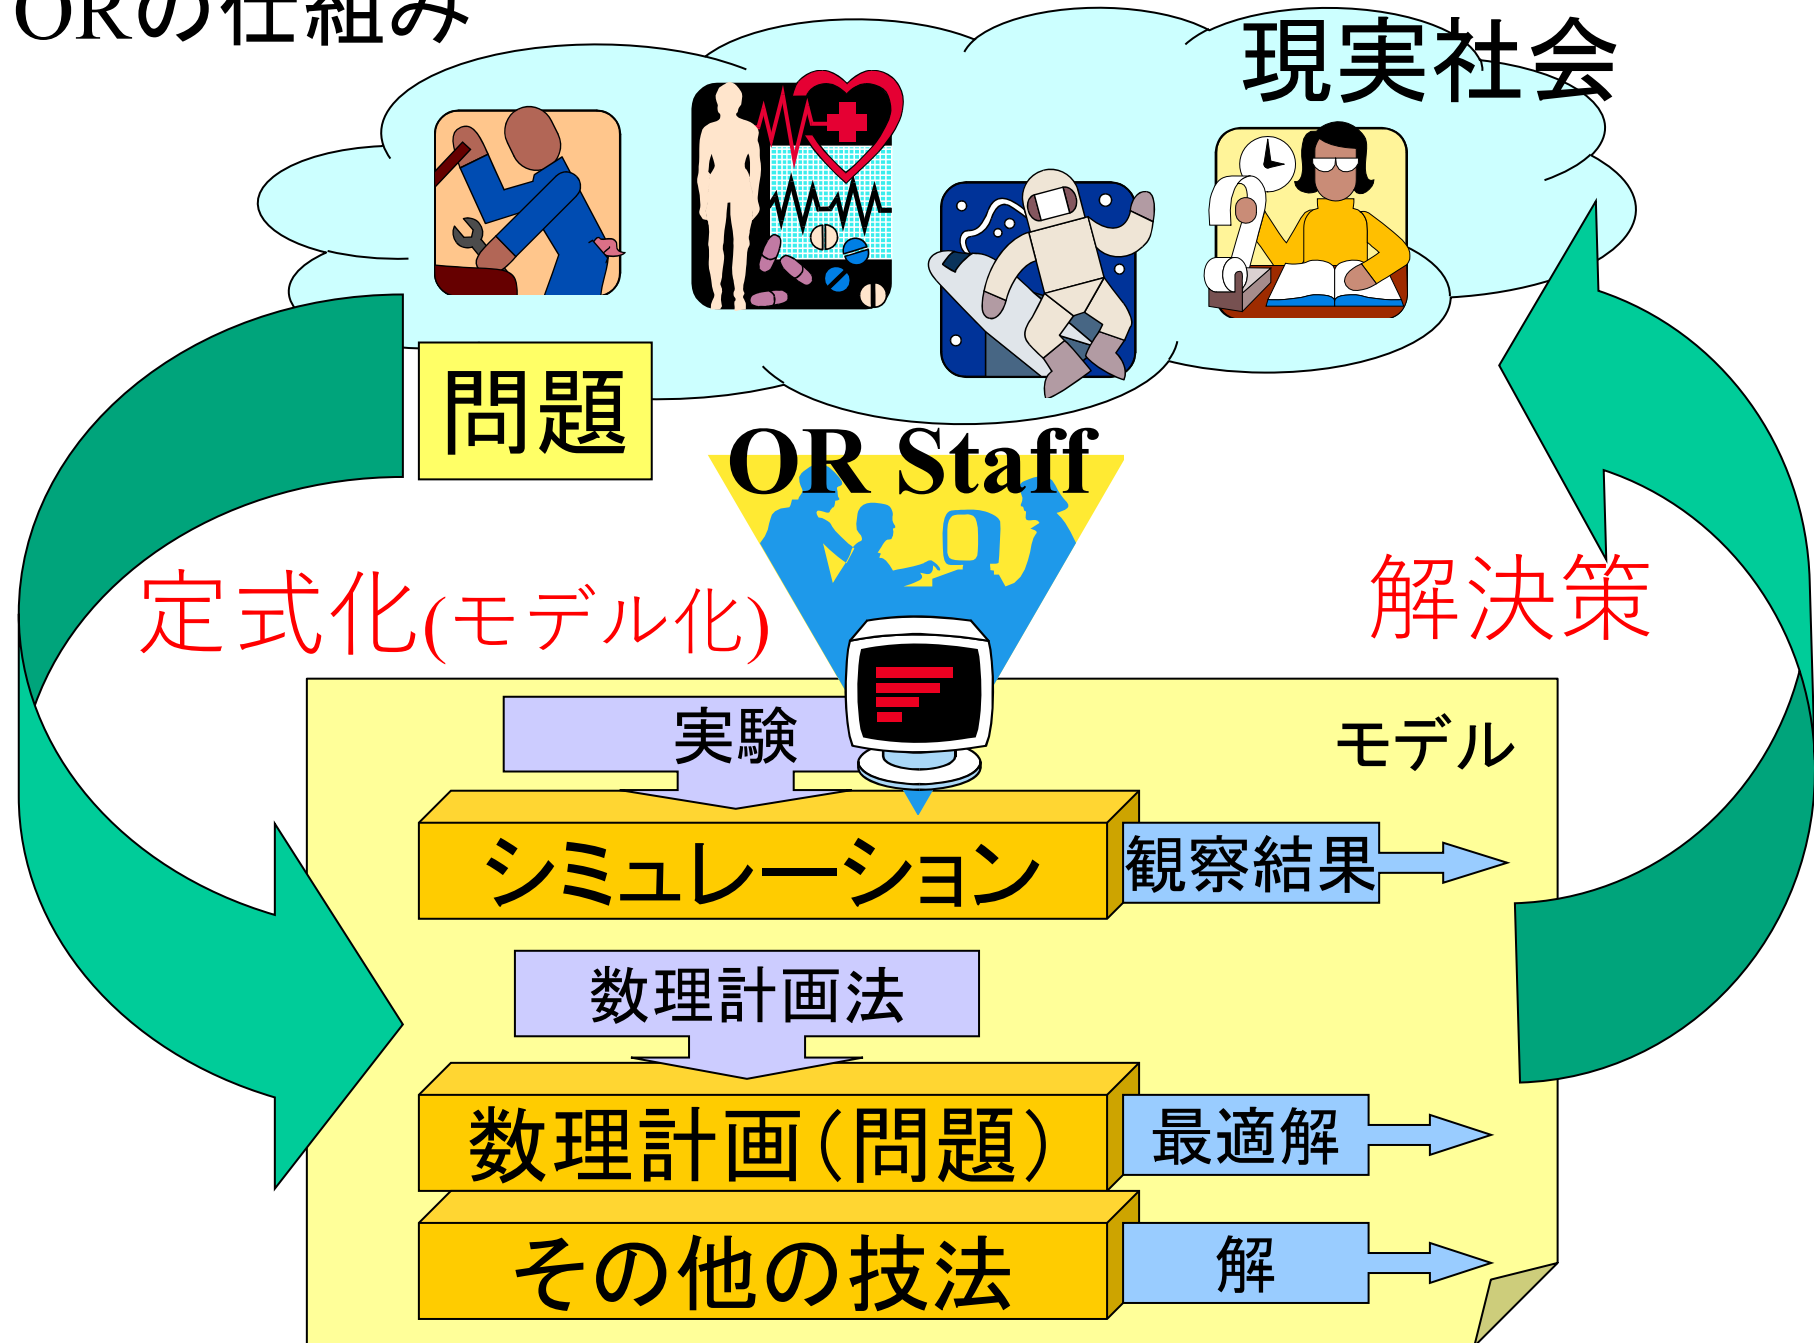 ORの仕組み
現実社会
問題
OR Staff
定式化(モデル化)
解決策
実験
モデル
シミュレーション
観察結果
数理計画法
数理計画(問題)
最適解
その他の技法
解